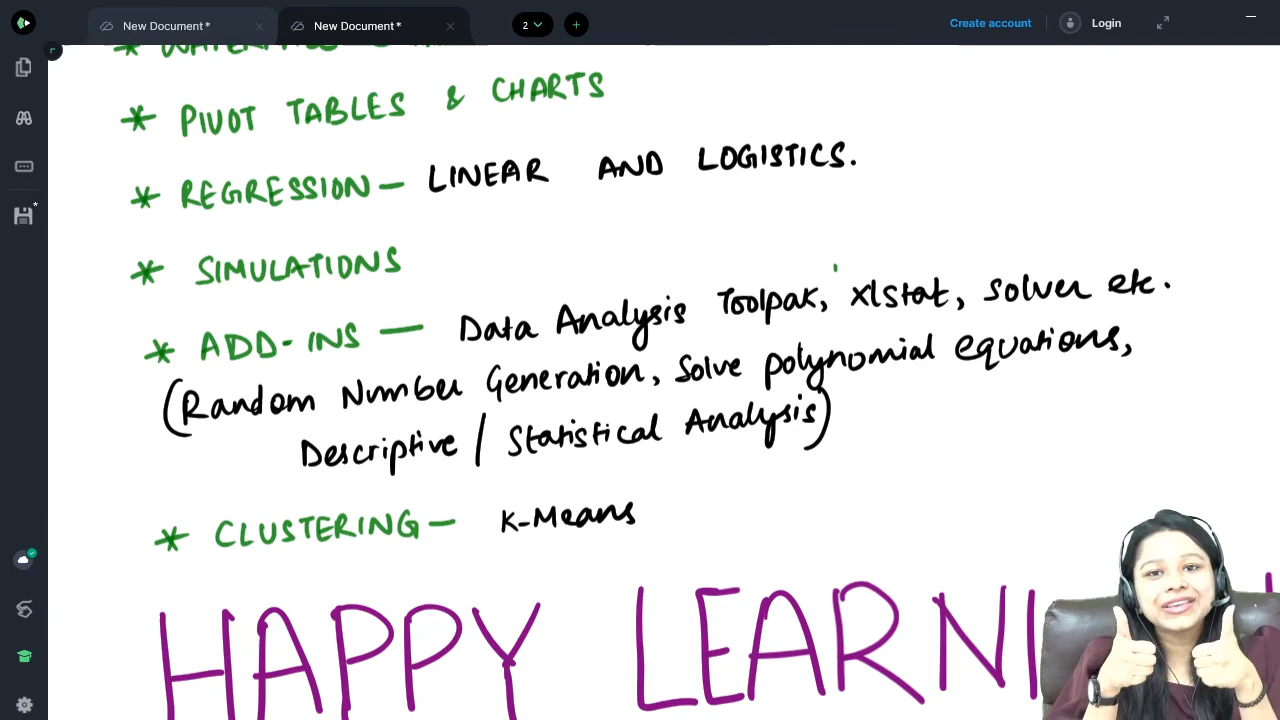 New Document*
New Document*
2
Create account
Login
* PIVOT TABLES & CHARTS
* REGRESSION — LINEAR AND LOGISTICS.
* SIMULATIONS
* ADD-INS — Data Analysis Toolpak, xlstat, solver etc.
(Random Number Generation, Solve polynomial equations,
Descriptive / Statistical Analysis)
* CLUSTERING — K-Means
HAPPY LEARNI